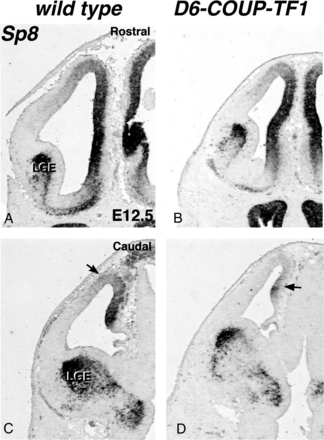 wild type D6-COUP-TF1
Sp8
Rostral
LGE
A E12.5 B
Caudal
LGE
C D